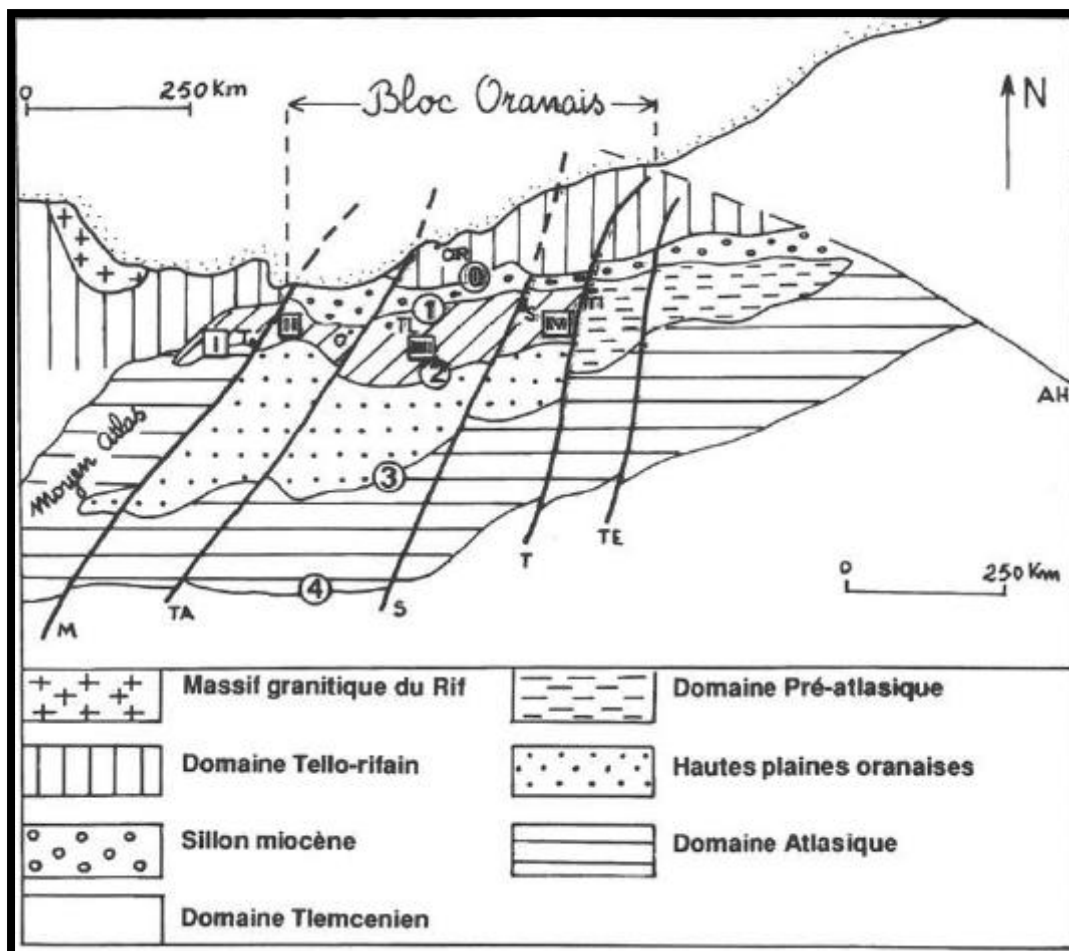 0 250 Km
Bloc Oranais
N
OR
0
1
I
II
TL
2
IV
Moyen Atlas
3
AH
T
TE
0 250 Km
4
S
TA
M
Massif granitique du Rif
Domaine Pré-atlasique
Domaine Tello-rifain
Hautes plaines oranaises
Sillon miocène
Domaine Atlasique
Domaine Tlemcenien